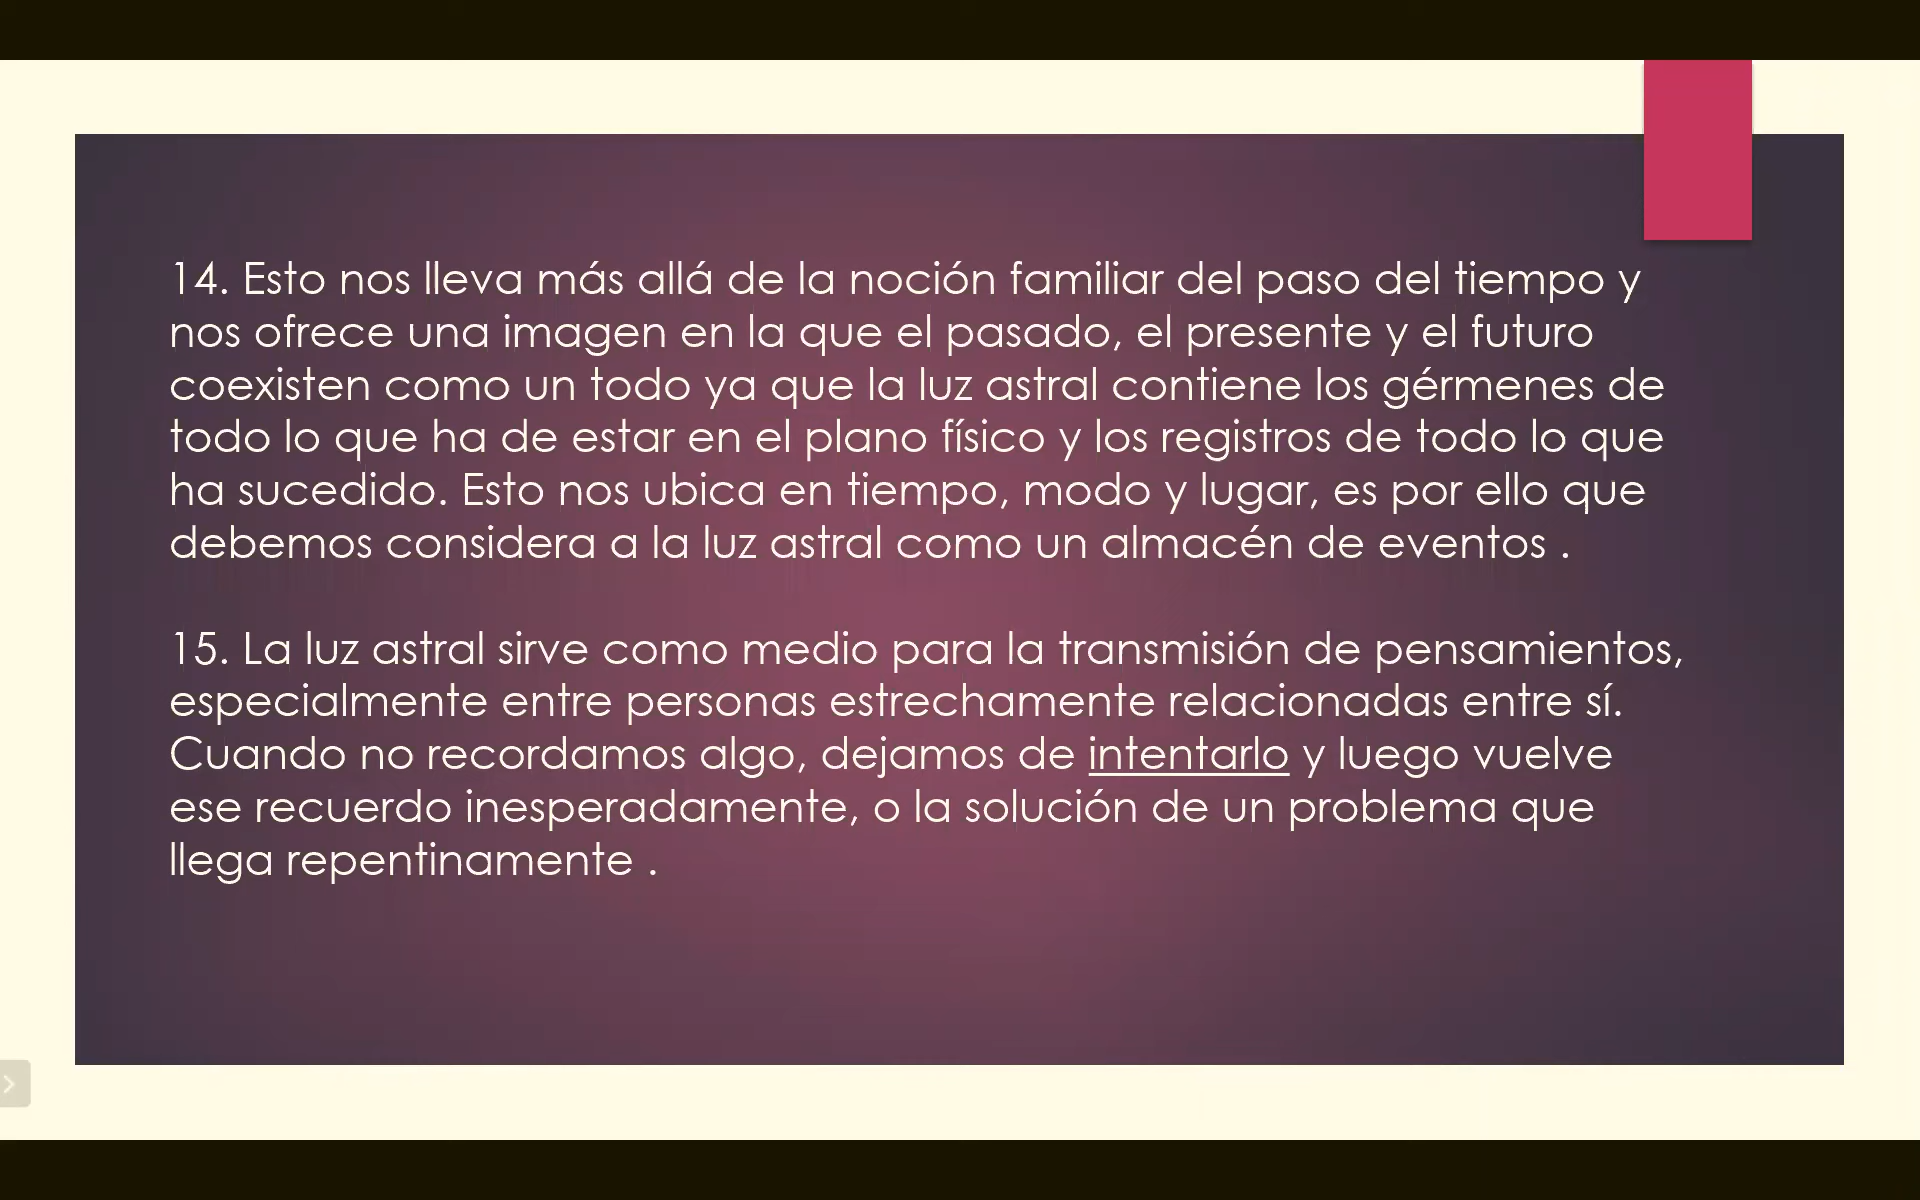 14. Esto nos lleva más allá de la noción familiar del paso del tiempo y
nos ofrece una imagen en la que el pasado, el presente y el futuro
coexisten como un todo ya que la luz astral contiene los gérmenes de
todo lo que ha de estar en el plano físico y los registros de todo lo que
ha sucedido. Esto nos ubica en tiempo, modo y lugar, es por ello que
debemos considera a la luz astral como un almacén de eventos .
15. La luz astral sirve como medio para la transmisión de pensamientos,
especialmente entre personas estrechamente relacionadas entre sí.
Cuando no recordamos algo, dejamos de intentarlo y luego vuelve
ese recuerdo inesperadamente, o la solución de un problema que
llega repentinamente .